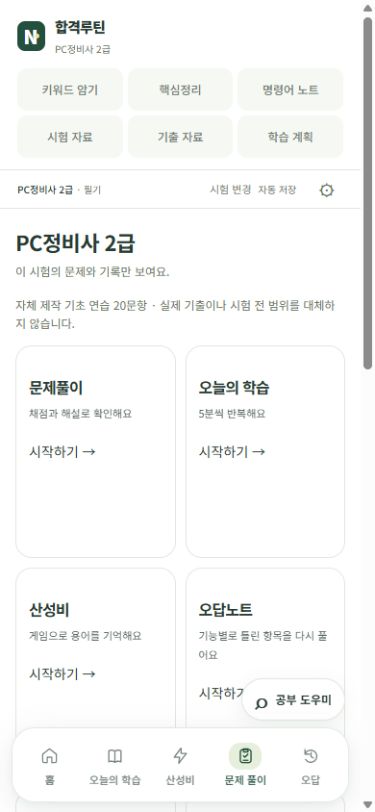 N
합격루틴
PC정비사 2급
키워드 암기
핵심정리
명령어 노트
시험 자료
기출 자료
학습 계획
PC정비사 2급 · 필기
시험 변경
자동 저장
PC정비사 2급
이 시험의 문제와 기록만 보여요.
자체 제작 기초 연습 20문항 · 실제 기출이나 시험 전 범위를 대체하
지 않습니다.
문제풀이
채점과 해설로 확인해요
시작하기 →
오늘의 학습
5분씩 반복해요
시작하기 →
산성비
게임으로 용어를 기억해요
시작하기 →
오답노트
기능별로 틀린 항목을 다시 풀
어요
시작하기
공부 도우미
홈
오늘의 학습
산성비
문제 풀이
오답